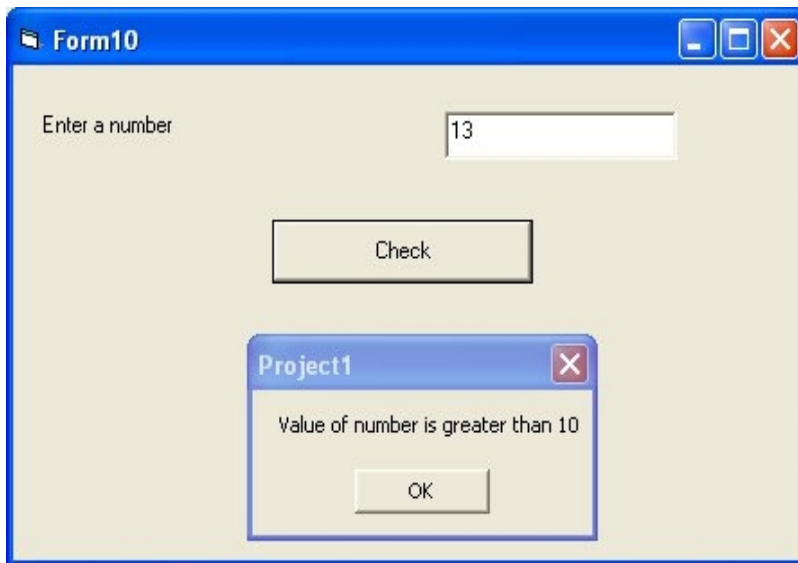 Form10
Enter a number
13
Check
Project1
Value of number is greater than 10
OK